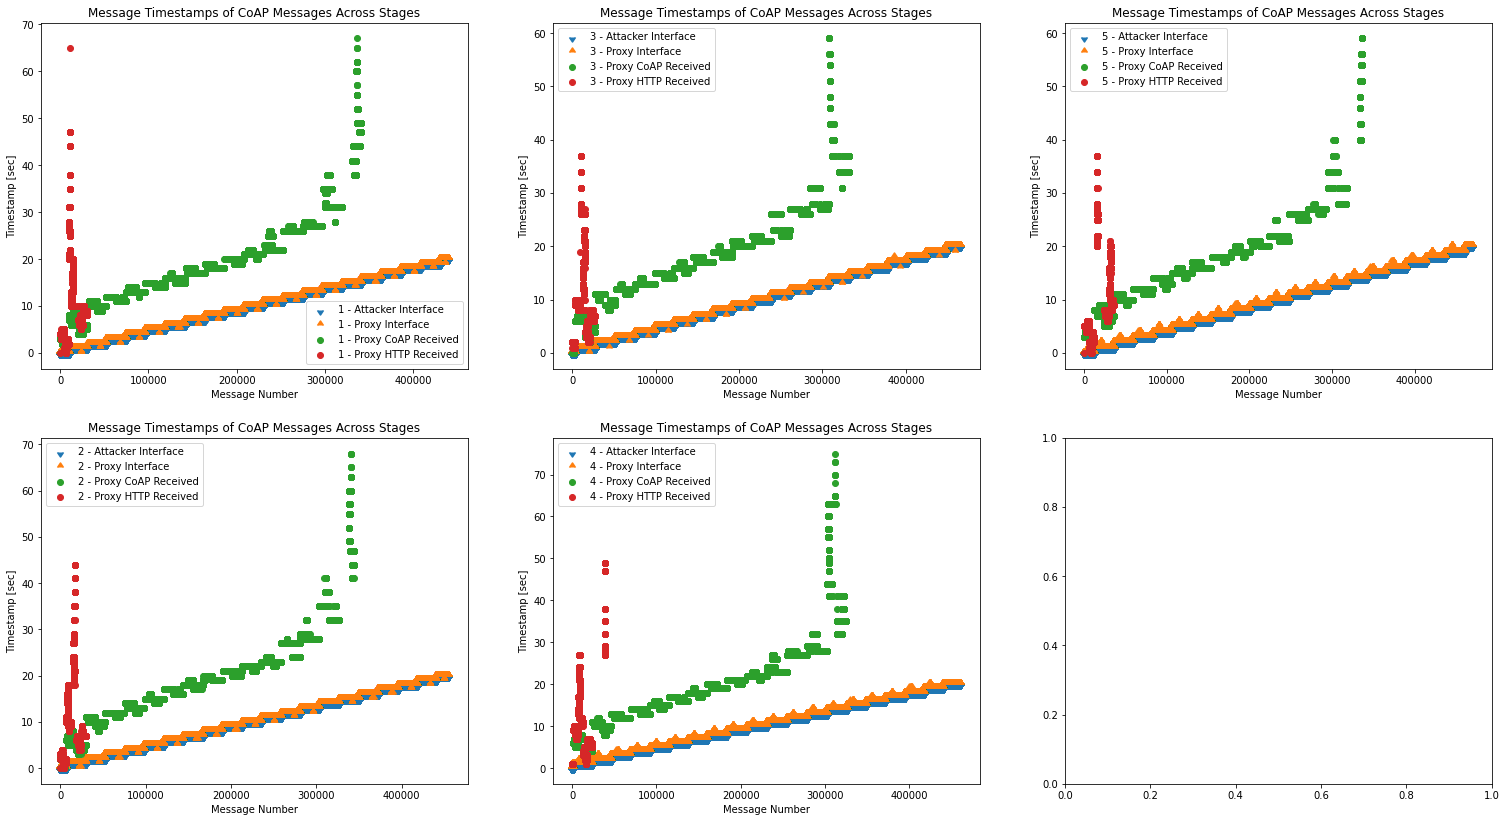 Message Timestamps of CoAP Messages Across Stages
70
60
50
40
30
20
10
0
Timestamp [sec]
1 - Attacker Interface
1 - Proxy Interface
1 - Proxy CoAP Received
1 - Proxy HTTP Received
0 100000 200000 300000 400000
Message Number
Message Timestamps of CoAP Messages Across Stages
60
50
40
30
20
10
0
Timestamp [sec]
3 - Attacker Interface
3 - Proxy Interface
3 - Proxy CoAP Received
3 - Proxy HTTP Received
0 100000 200000 300000 400000
Message Number
Message Timestamps of CoAP Messages Across Stages
60
50
40
30
20
10
0
Timestamp [sec]
5 - Attacker Interface
5 - Proxy Interface
5 - Proxy CoAP Received
5 - Proxy HTTP Received
0 100000 200000 300000 400000
Message Number
Message Timestamps of CoAP Messages Across Stages
70
60
50
40
30
20
10
0
Timestamp [sec]
2 - Attacker Interface
2 - Proxy Interface
2 - Proxy CoAP Received
2 - Proxy HTTP Received
0 100000 200000 300000 400000
Message Number
Message Timestamps of CoAP Messages Across Stages
70
60
50
40
30
20
10
0
Timestamp [sec]
4 - Attacker Interface
4 - Proxy Interface
4 - Proxy CoAP Received
4 - Proxy HTTP Received
0 100000 200000 300000 400000
Message Number
1.0
0.8
0.6
0.4
0.2
0.0
0.0 0.2 0.4 0.6 0.8 1.0